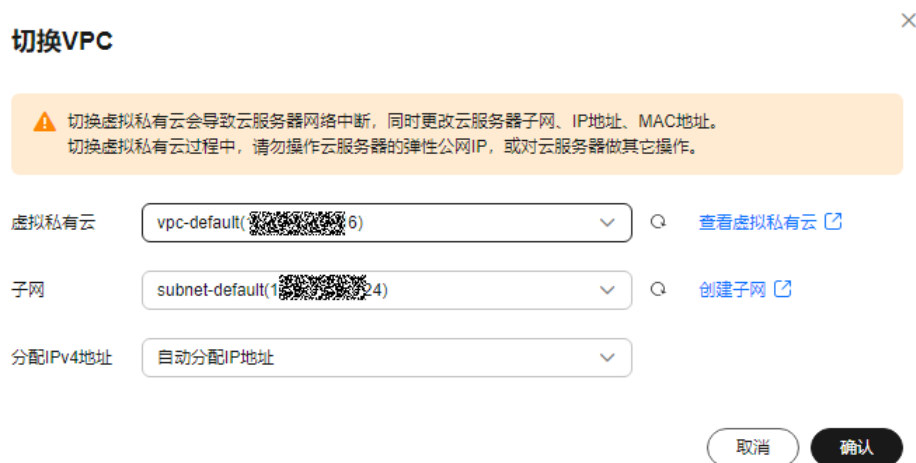 切换VPC
切换虚拟私有云会导致云服务器网络中断，同时更改云服务器子网、IP地址、MAC地址。
切换虚拟私有云过程中，请勿操作云服务器的弹性公网IP，或对云服务器做其它操作。
虚拟私有云 vpc-default( 6) 查看虚拟私有云
子网 subnet-default(1 24) 创建子网
分配IPv4地址 自动分配IP地址
取消 确认